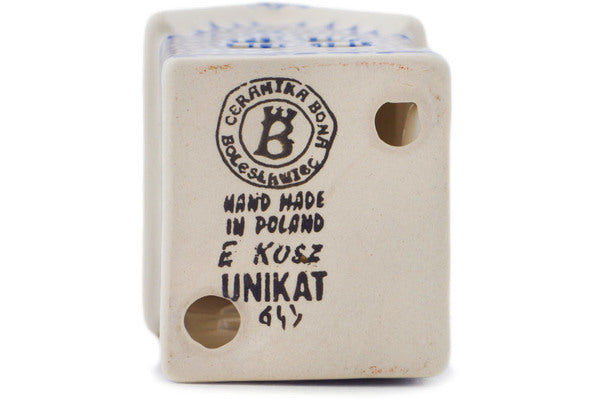 CERAMIKA BONA
BOLESŁAWIEC
B
HAND MADE
IN POLAND
E KUSZ
UNIKAT